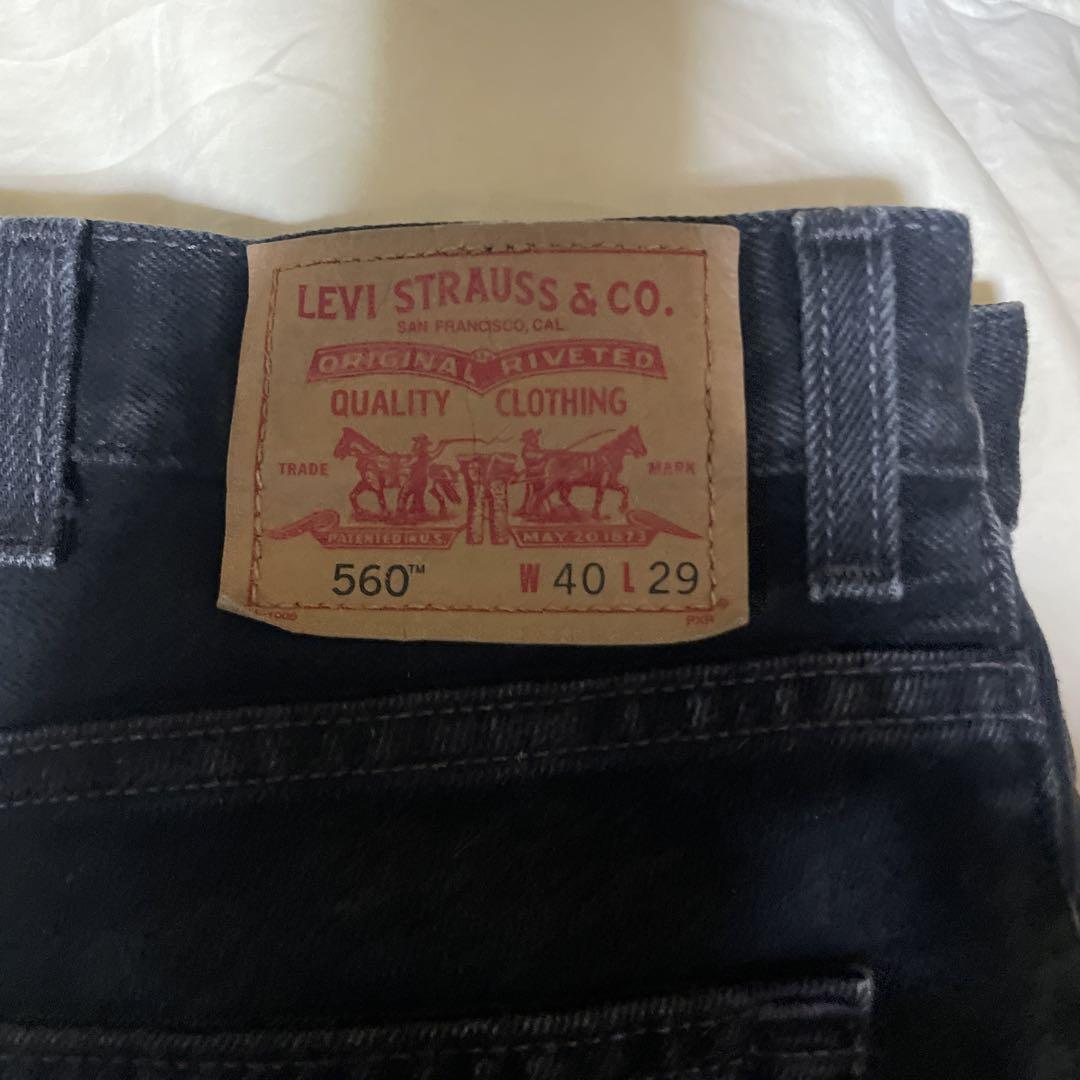 LEVI STRAUSS & CO.
SAN FRANCISCO, CAL
ORIGINAL RIVETED
QUALITY CLOTHING
TRADE MARK
PATENTED IN U.S. MAY 20 1873
560™ W 40 L 29